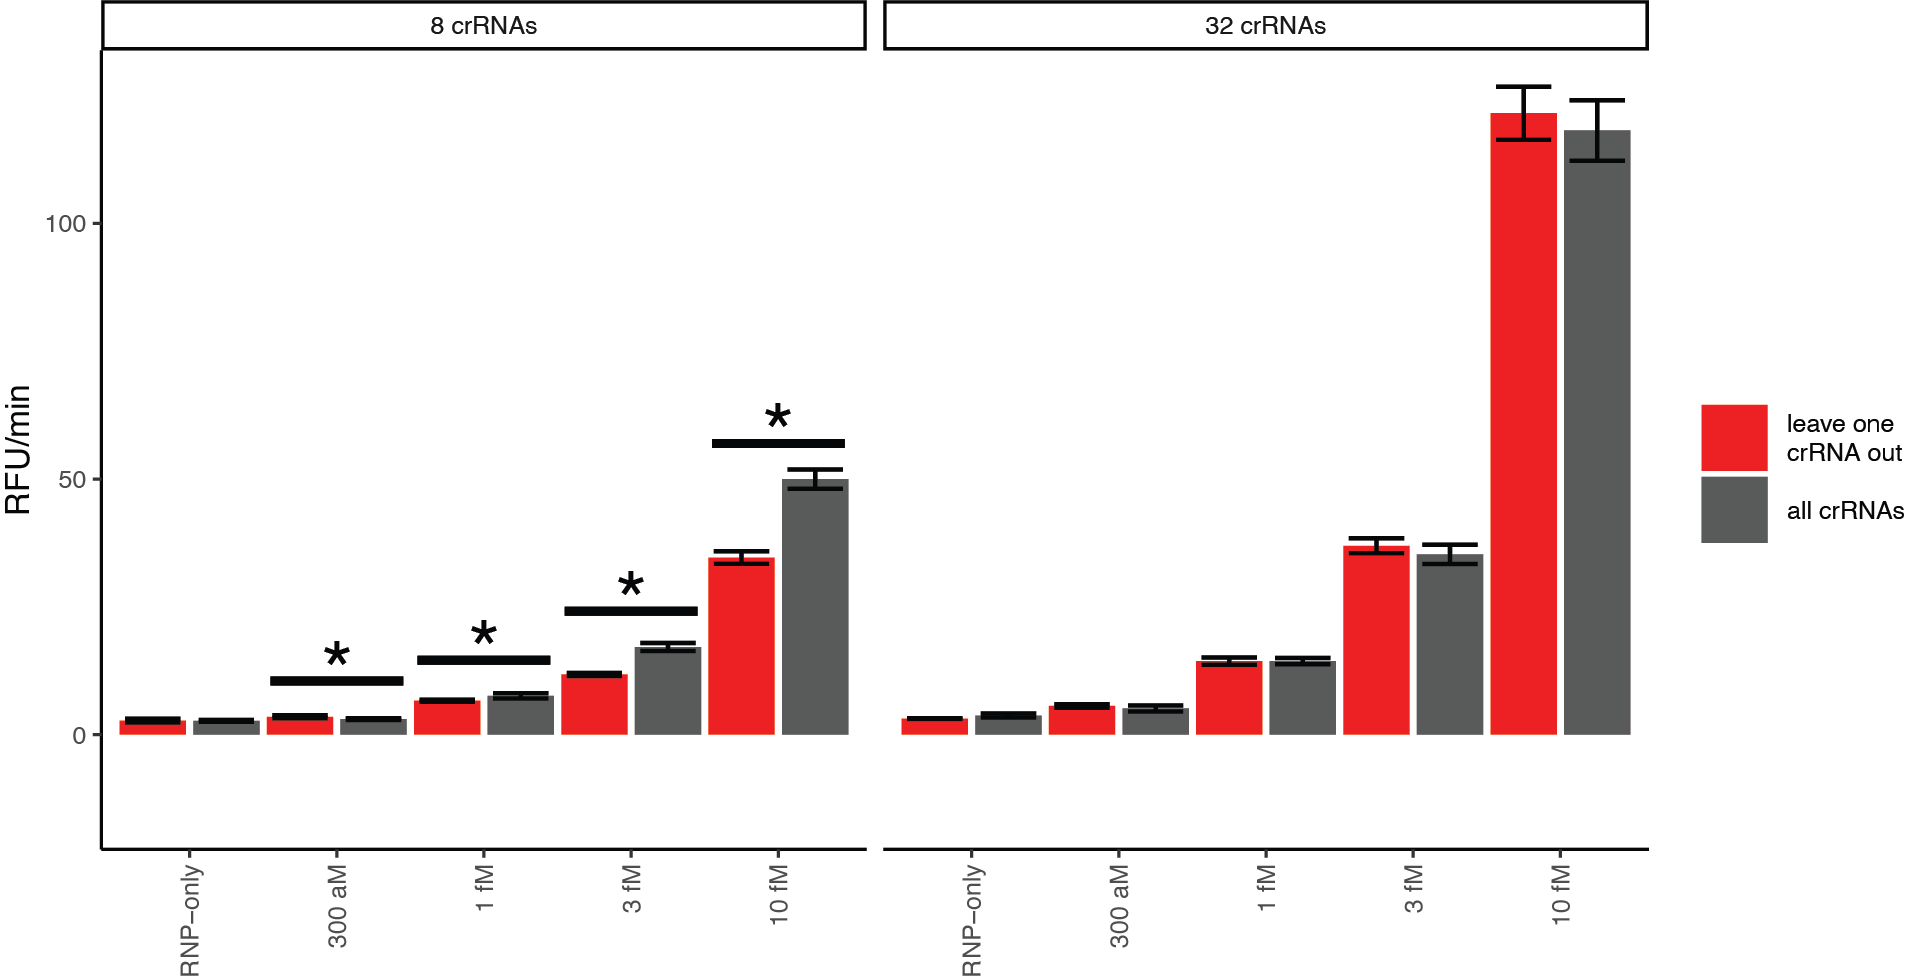 8 crRNAs
32 crRNAs
RFU/min
100
50
0
*
*
*
*
RNP−only
300 aM
1 fM
3 fM
10 fM
RNP−only
300 aM
1 fM
3 fM
10 fM
leave one
crRNA out
all crRNAs